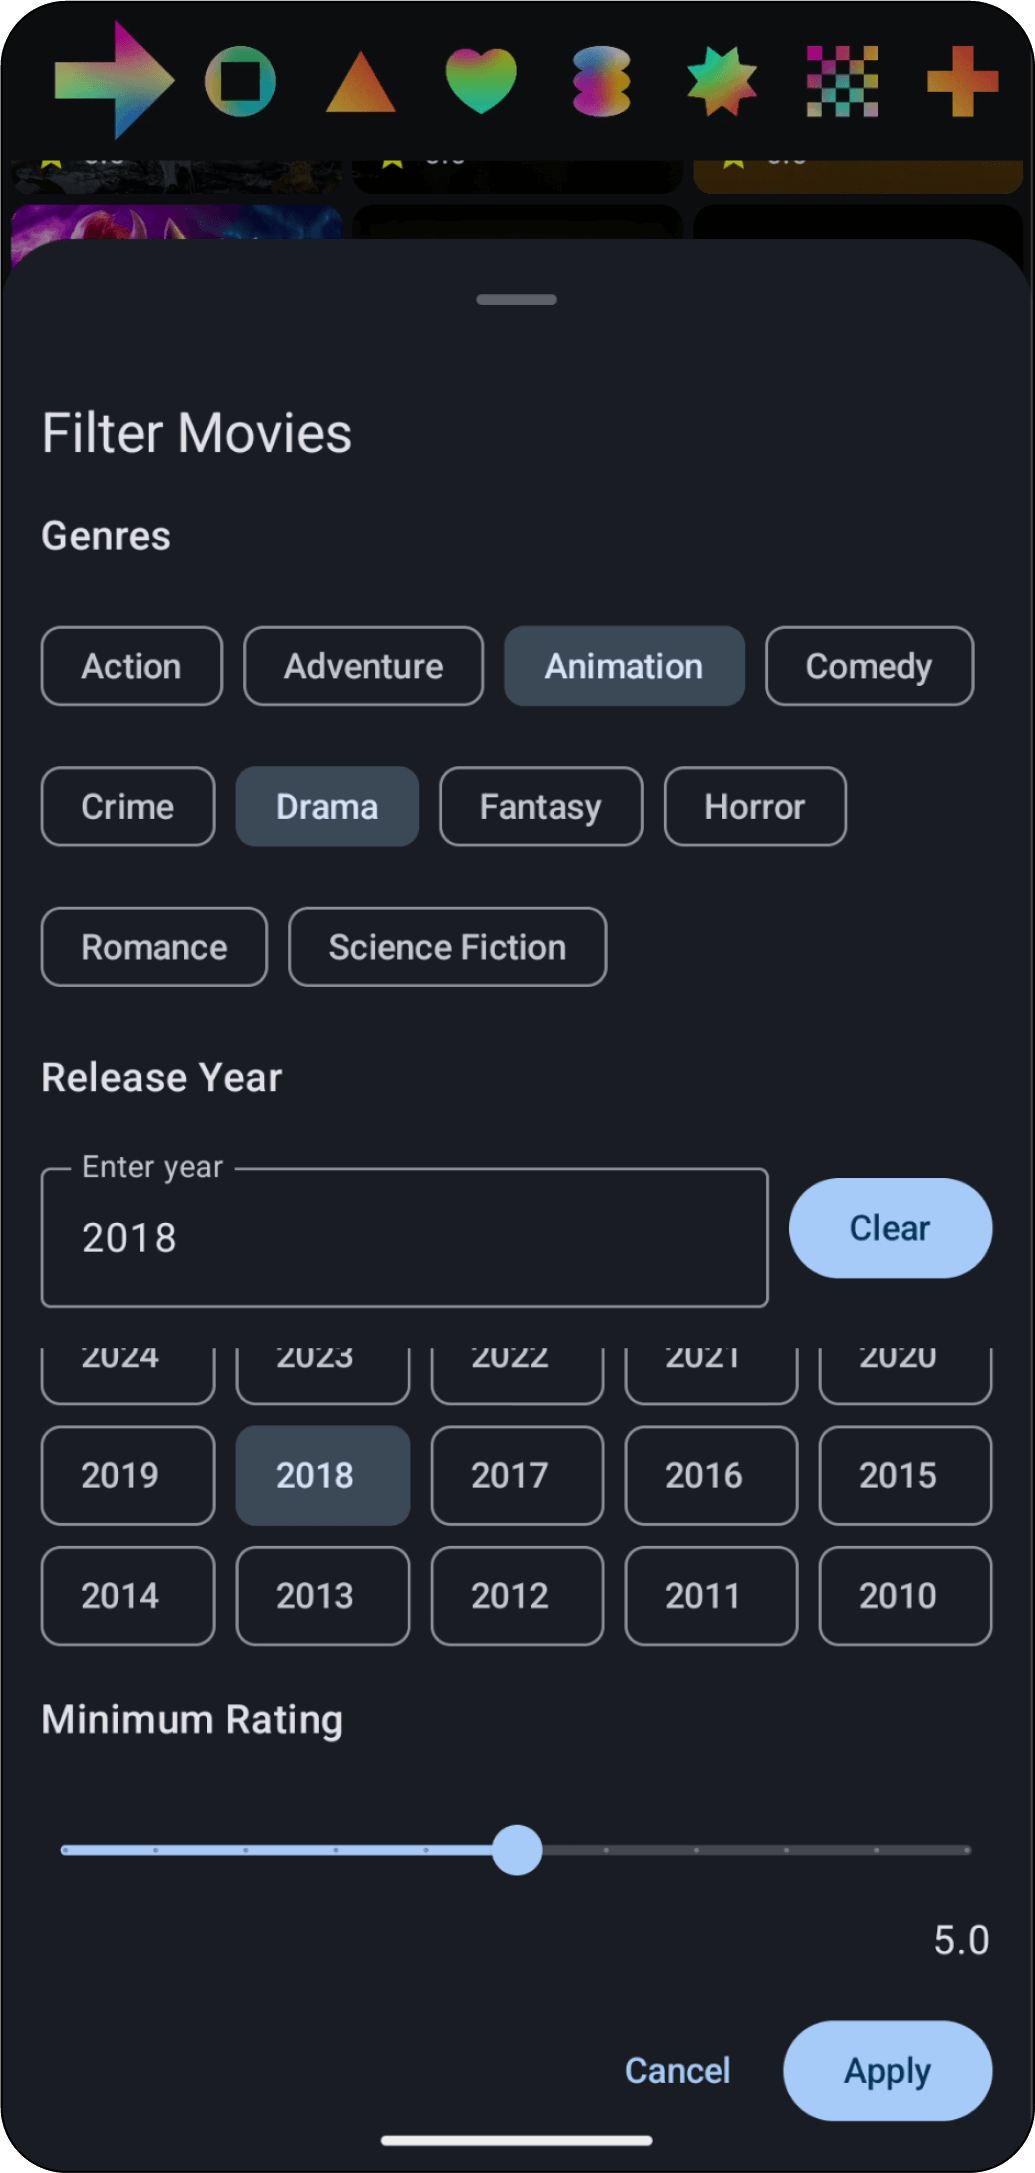 Filter Movies
Genres
Action Adventure Animation Comedy
Crime Drama Fantasy Horror
Romance Science Fiction
Release Year
Enter year
2018
Clear
2024 2023 2022 2021 2020
2019 2018 2017 2016 2015
2014 2013 2012 2011 2010
Minimum Rating
5.0
Cancel Apply